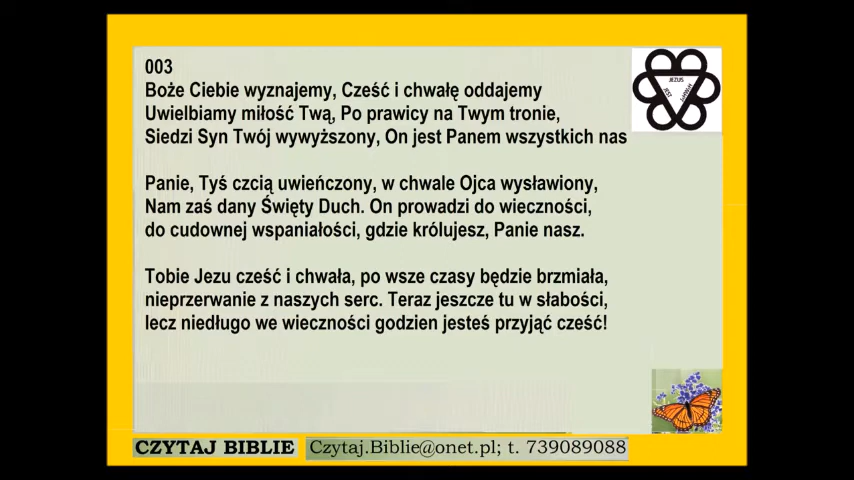 003
Boże Ciebie wyznajemy, Cześć i chwałę oddajemy
Uwielbiamy miłość Twą, Po prawicy na Twym tronie,
Siedzi Syn Twój wywyższony, On jest Panem wszystkich nas
Panie, Tyś czcią uwieńczony, w chwale Ojca wysławiony,
Nam zaś dany Święty Duch. On prowadzi do wieczności,
do cudownej wspaniałości, gdzie królujesz, Panie nasz.
Tobie Jezu cześć i chwała, po wsze czasy będzie brzmiała,
nieprzerwanie z naszych serc. Teraz jeszcze tu w słabości,
lecz niedługo we wieczności godzien jesteś przyjąć cześć!
JEZUS
JEST
CZYTAJ BIBLIE
Czytaj.Biblie@onet.pl; t. 739089088